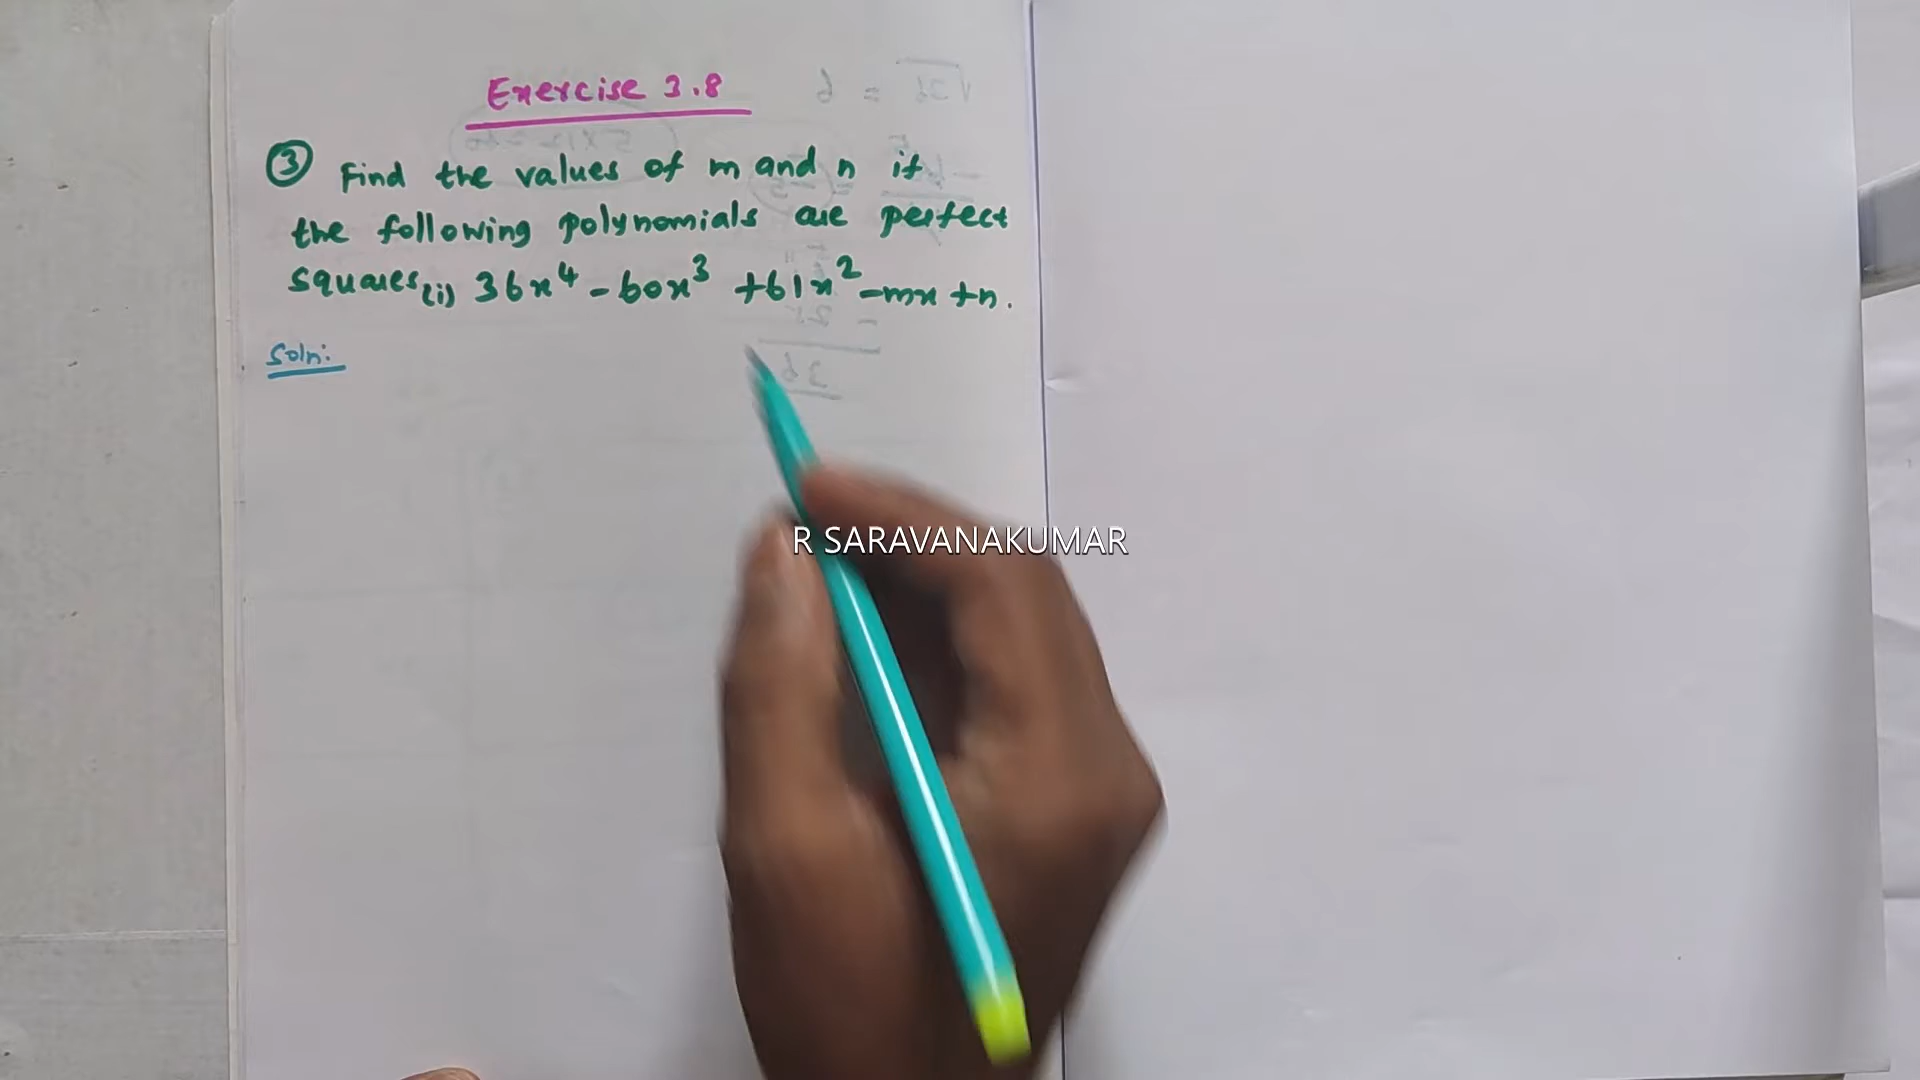 Exercise 3.8
③ Find the values of m and n if
the following polynomials are perfect
squares (i) 36x⁴ - 60x³ + 61x² - mx + n.
Soln:
R SARAVANAKUMAR